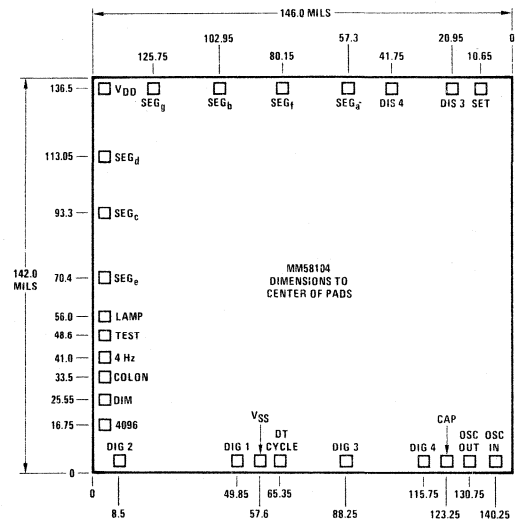 146.0 MILS
102.95 57.3 20.95 0
125.75 80.15 41.75 10.65
136.5 VDD SEGg SEGb SEGf SEGa DIS 4 DIS 3 SET
113.05 SEGd
93.3 SEGc
142.0 MILS
70.4 SEGe
MM58104
DIMENSIONS TO
CENTER OF PADS
56.0 LAMP
48.6 TEST
41.0 4 Hz
33.5 COLON
25.55 DIM
16.75 4096
DIG 2 DIG 1 VSS DT CYCLE DIG 3 DIG 4 CAP OSC OUT OSC IN
0
0 49.85 65.35 88.25 115.75 130.75
8.5 57.6 123.25 140.25